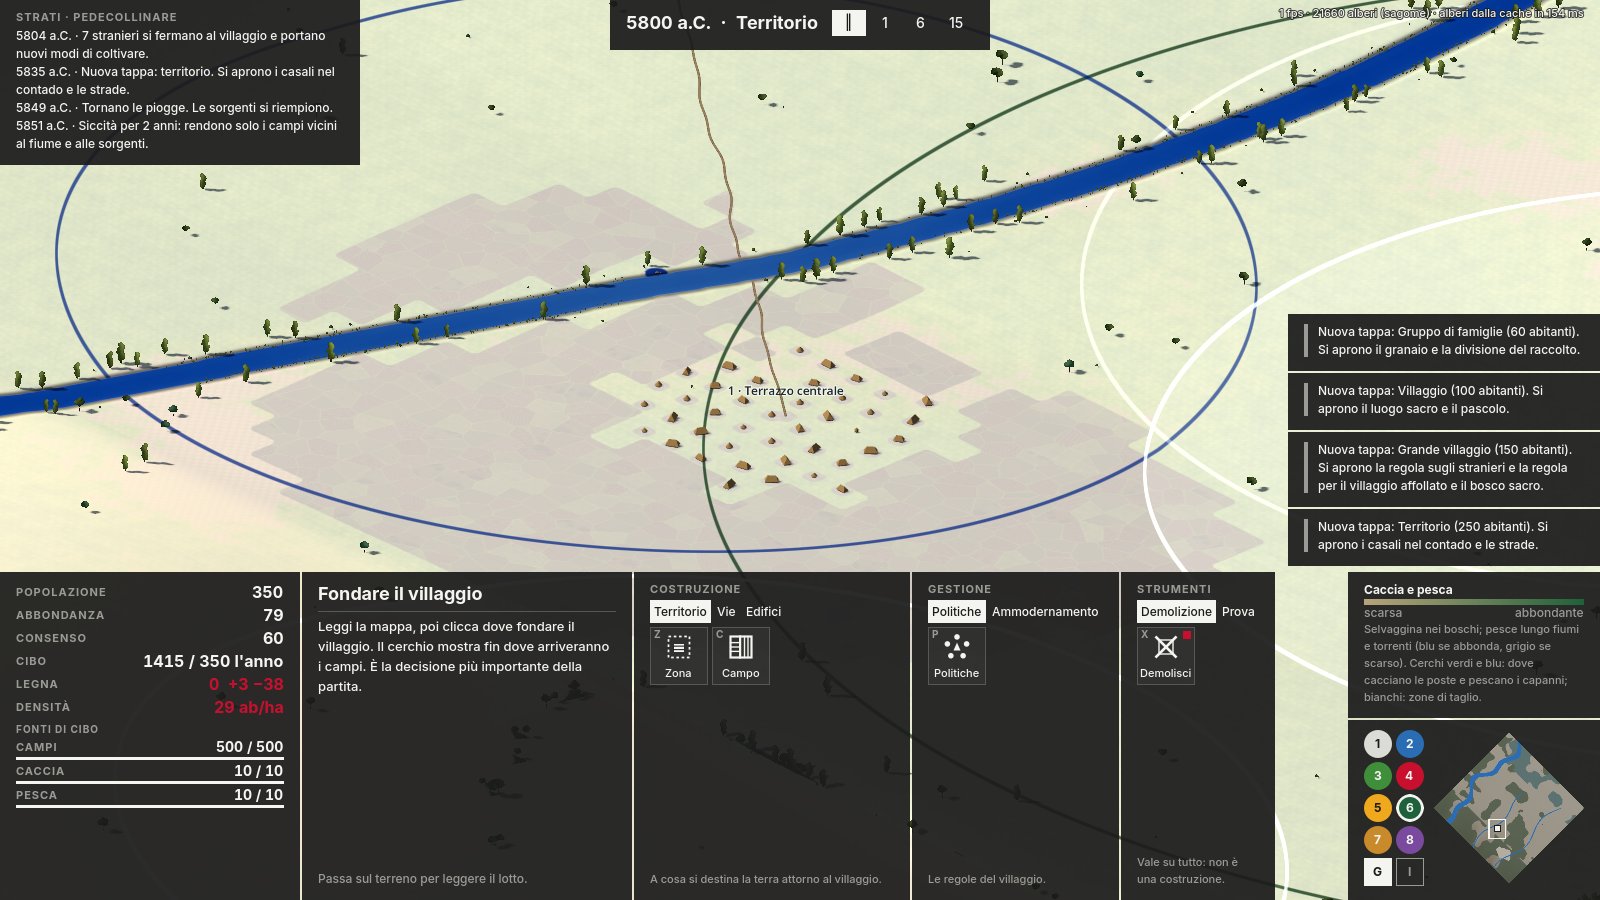 STRATI · PEDECOLLINARE
5804 a.C. · 7 stranieri si fermano al villaggio e portano
nuovi modi di coltivare.
5835 a.C. · Nuova tappa: territorio. Si aprono i casali nel
contado e le strade.
5849 a.C. · Tornano le piogge. Le sorgenti si riempiono.
5851 a.C. · Siccità per 2 anni: rendono solo i campi vicini
al fiume e alle sorgenti.
5800 a.C. · Territorio ‖ 1 6 15
1 fps · 21660 alberi (sagome) · alberi dalla cache in 154 ms
1 · Terrazzo centrale
Nuova tappa: Gruppo di famiglie (60 abitanti).
Si aprono il granaio e la divisione del raccolto.
Nuova tappa: Villaggio (100 abitanti). Si
aprono il luogo sacro e il pascolo.
Nuova tappa: Grande villaggio (150 abitanti).
Si aprono la regola sugli stranieri e la regola
per il villaggio affollato e il bosco sacro.
Nuova tappa: Territorio (250 abitanti). Si
aprono i casali nel contado e le strade.
POPOLAZIONE 350
ABBONDANZA 79
CONSENSO 60
CIBO 1415 / 350 l'anno
LEGNA 0 +3 −38
DENSITÀ 29 ab/ha
FONTI DI CIBO
CAMPI 500 / 500
CACCIA 10 / 10
PESCA 10 / 10
Fondare il villaggio
Leggi la mappa, poi clicca dove fondare il
villaggio. Il cerchio mostra fin dove arriveranno
i campi. È la decisione più importante della
partita.
Passa sul terreno per leggere il lotto.
COSTRUZIONE
Territorio Vie Edifici
Z Zona
C Campo
A cosa si destina la terra attorno al villaggio.
GESTIONE
Politiche Ammodernamento
P Politiche
Le regole del villaggio.
STRUMENTI
Demolizione Prova
X Demolisci
Vale su tutto: non è
una costruzione.
Caccia e pesca
scarsa abbondante
Selvaggina nei boschi; pesce lungo fiumi
e torrenti (blu se abbonda, grigio se
scarso). Cerchi verdi e blu: dove
cacciano le poste e pescano i capanni;
bianchi: zone di taglio.
1 2
3 4
5 6
7 8
G I